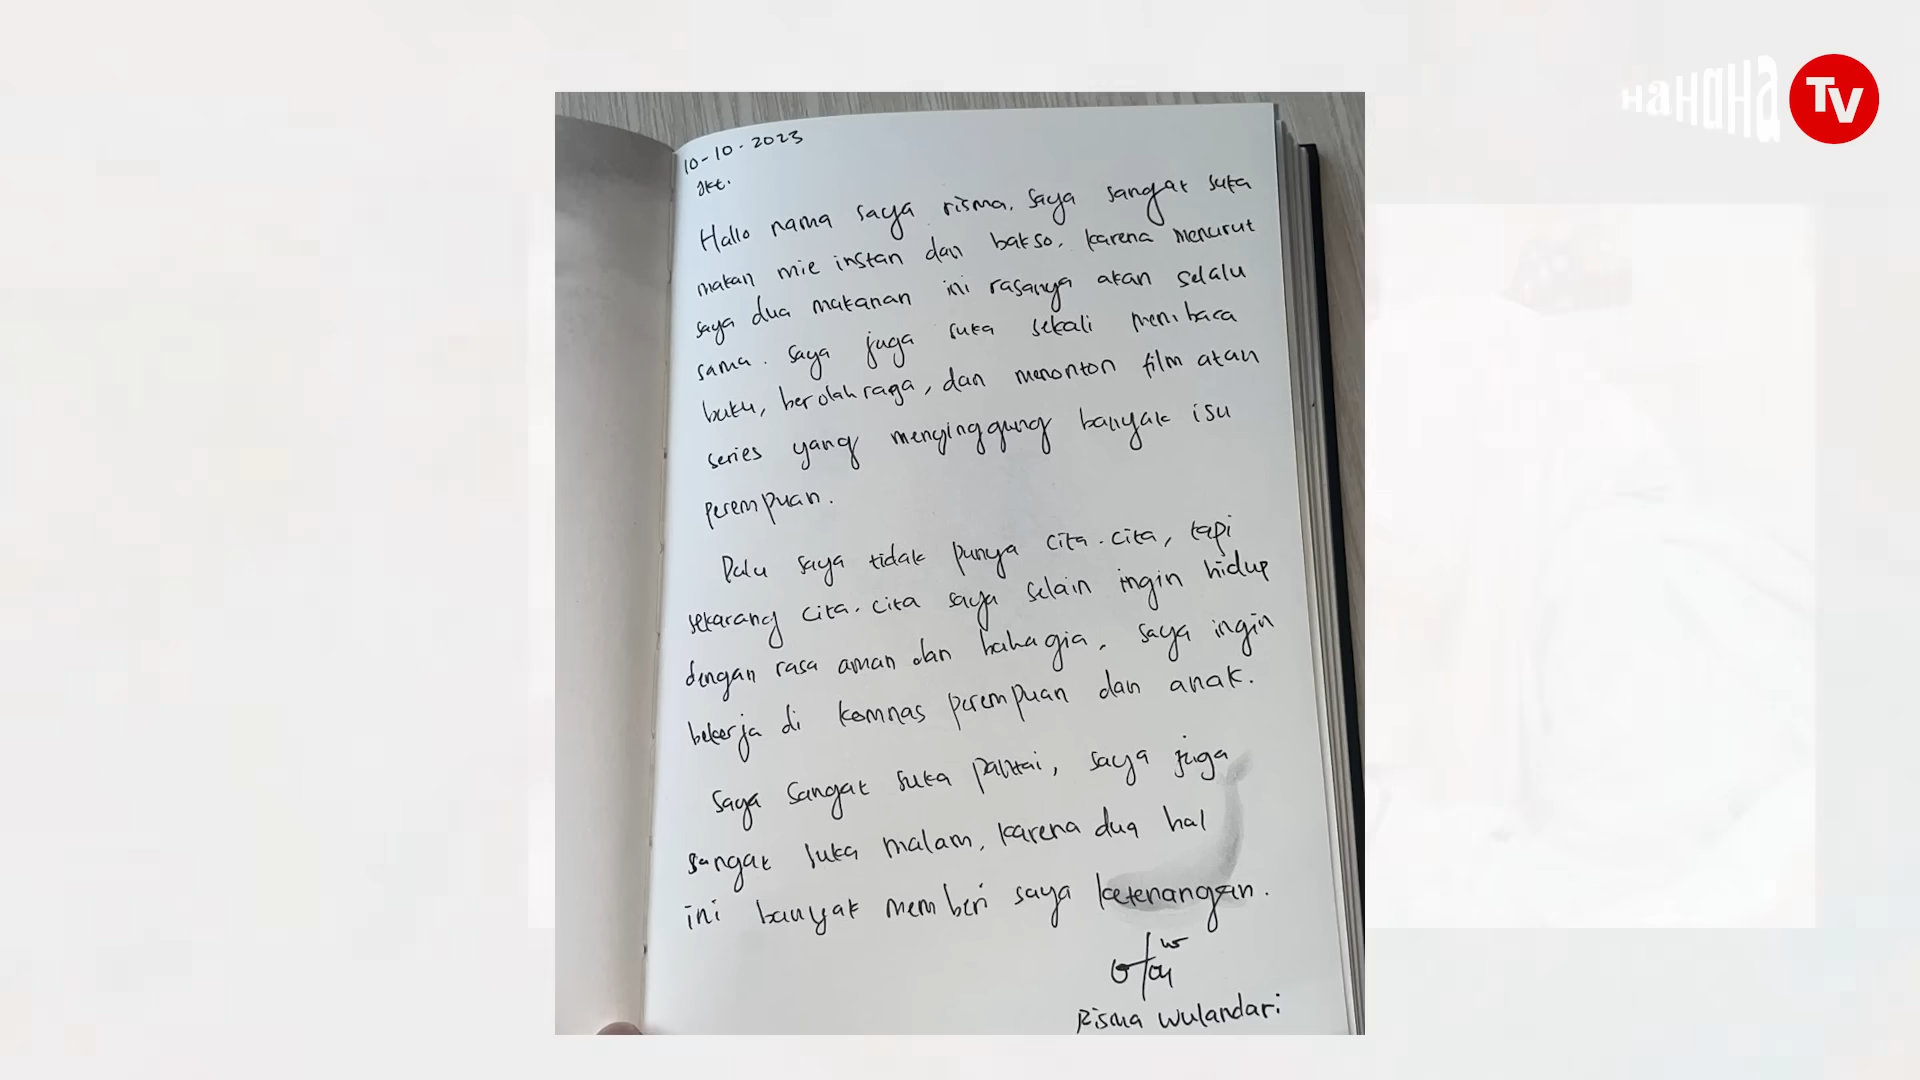 HAHAHA TV
10-10-2023
Jkt.
Hallo nama saya risma. Saya sangat suka
makan mie instan dan bakso. karena menurut
saya dua makanan ini rasanya akan selalu
sama. saya juga suka sekali membaca
buku, berolahraga, dan menonton film atau
series yang menyinggung banyak isu
perempuan.
Dulu saya tidak punya cita-cita, tapi
sekarang cita-cita saya selain ingin hidup
dengan rasa aman dan bahagia, saya ingin
bekerja di komnas perempuan dan anak.
Saya sangat suka pantai, saya juga
sangat suka malam, karena dua hal
ini banyak memberi saya ketenangan.
Risma Wulandari